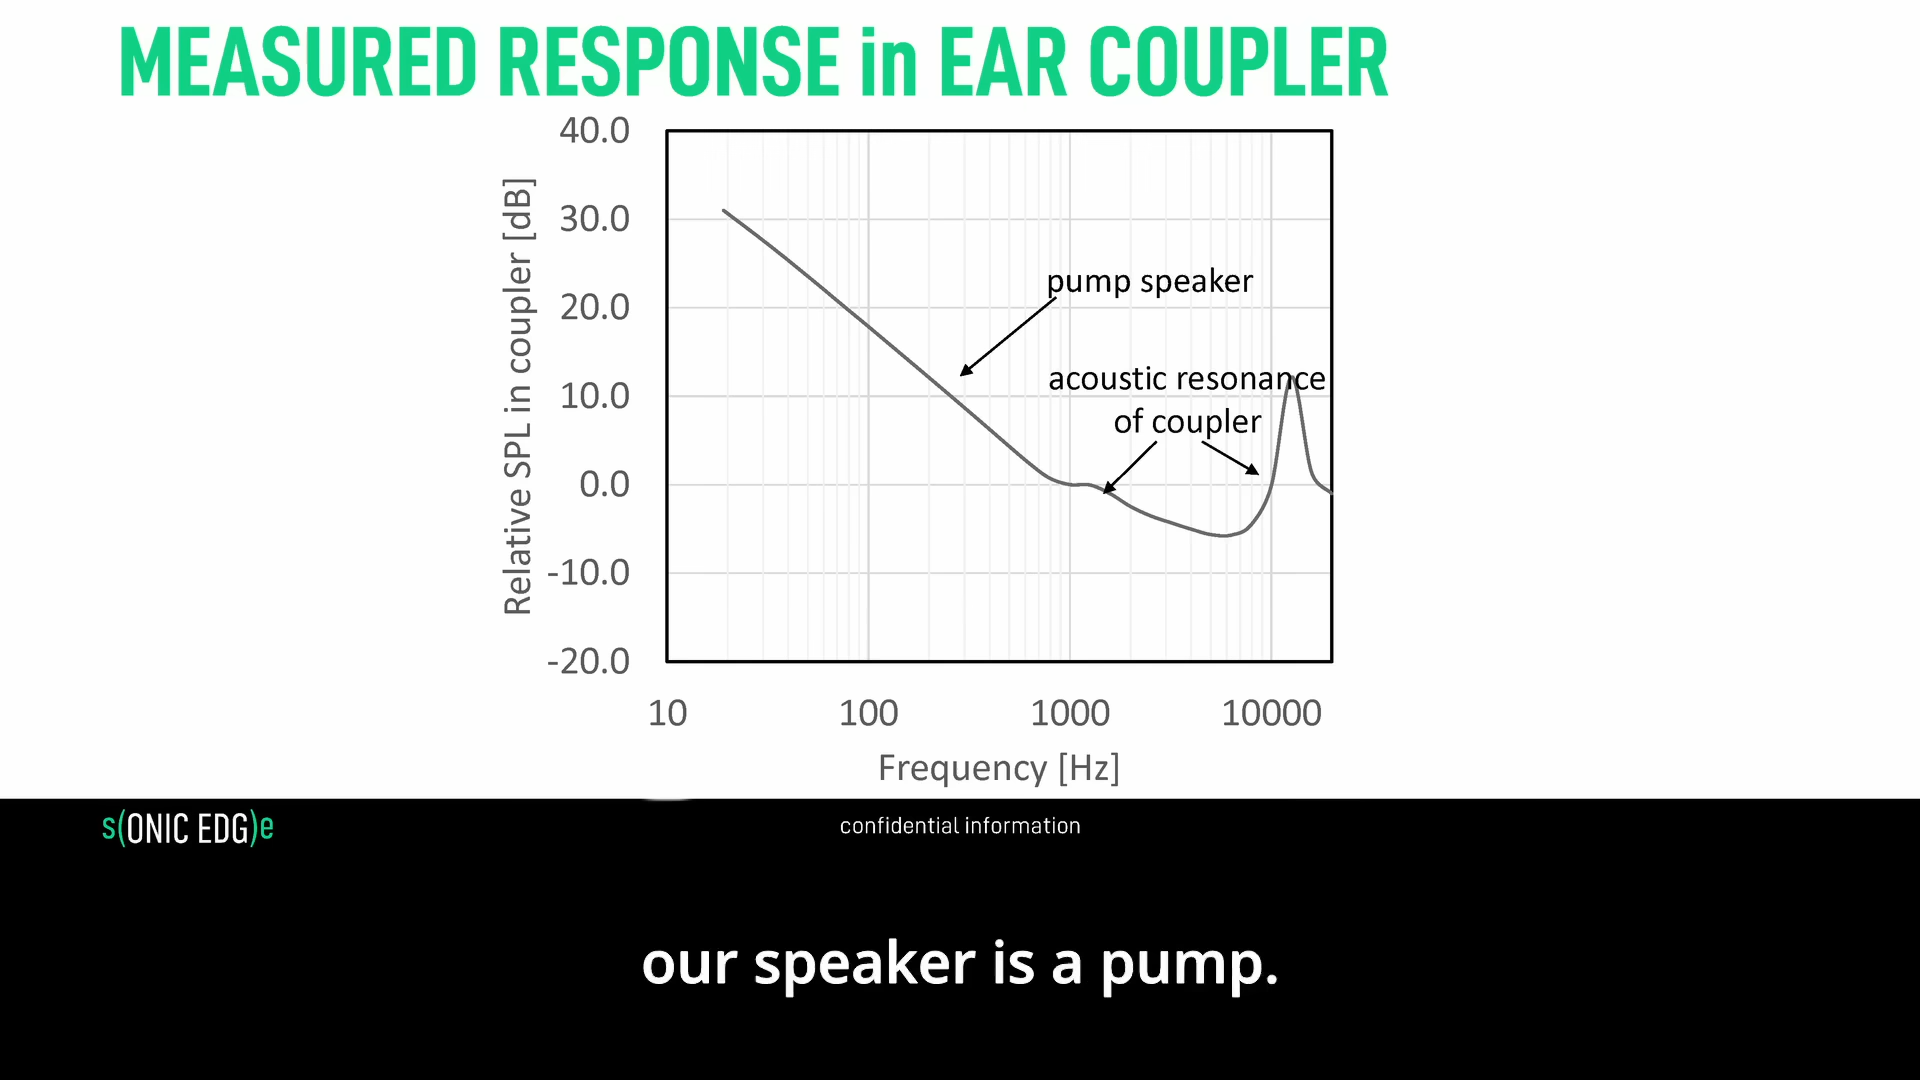 MEASURED RESPONSE in EAR COUPLER
40.0
30.0
20.0
10.0
0.0
-10.0
-20.0
Relative SPL in coupler [dB]
pump speaker
acoustic resonance
of coupler
10 100 1000 10000
Frequency [Hz]
s(ONIC EDG)e
confidential information
our speaker is a pump.